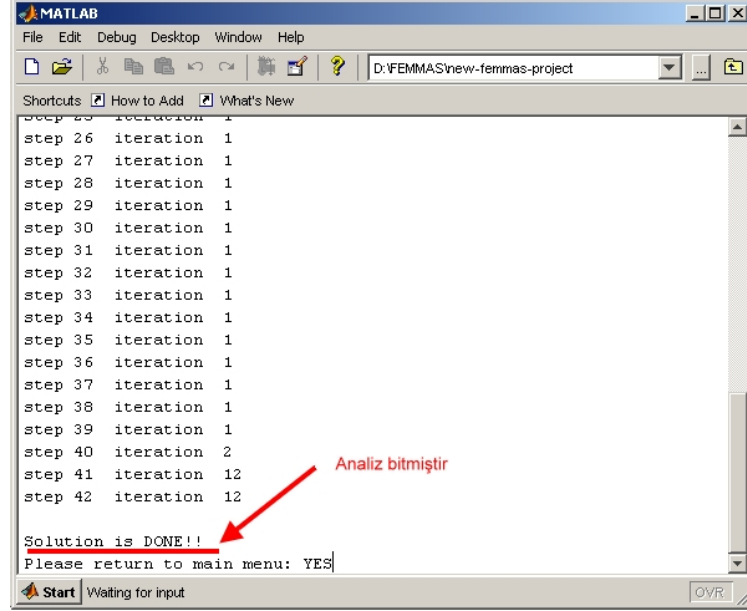 MATLAB
File Edit Debug Desktop Window Help
D:\FEMMAS\new-femmas-project
Shortcuts How to Add What's New
step 25 iteration 1
step 26 iteration 1
step 27 iteration 1
step 28 iteration 1
step 29 iteration 1
step 30 iteration 1
step 31 iteration 1
step 32 iteration 1
step 33 iteration 1
step 34 iteration 1
step 35 iteration 1
step 36 iteration 1
step 37 iteration 1
step 38 iteration 1
step 39 iteration 1
step 40 iteration 2
step 41 iteration 12
step 42 iteration 12
Analiz bitmiştir
Solution is DONE!!
Please return to main menu: YES
Start Waiting for input
OVR